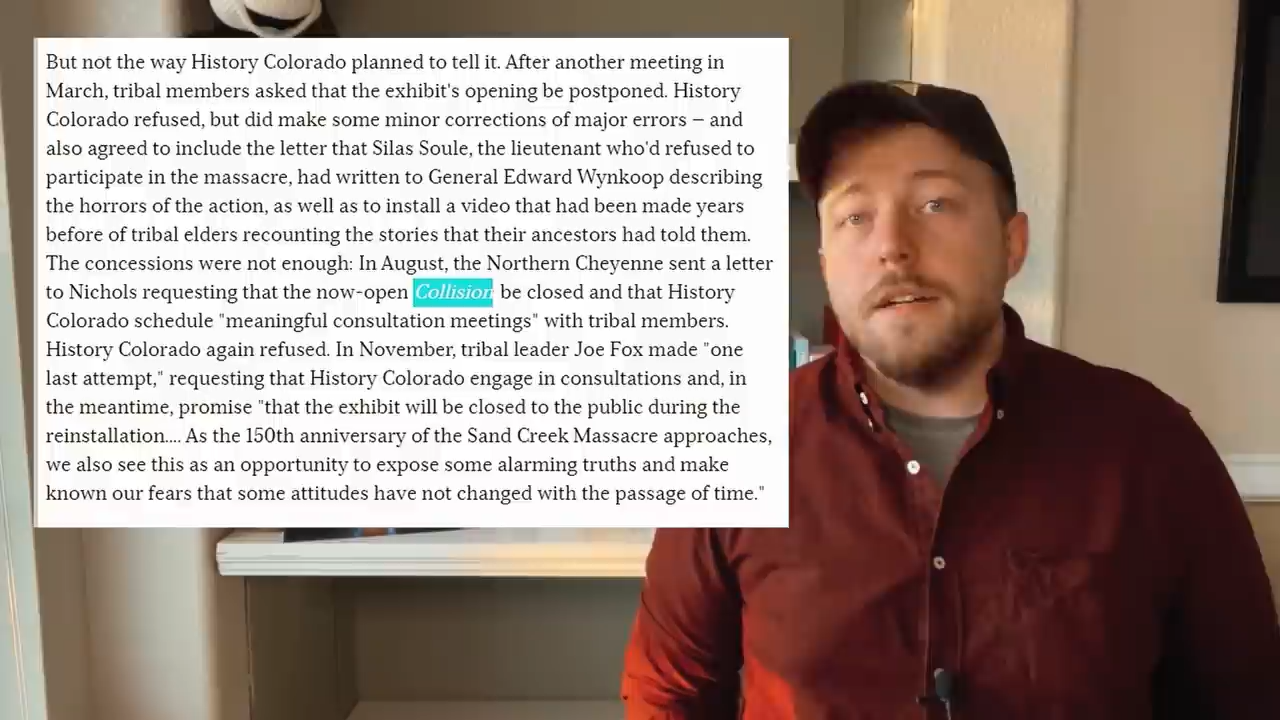 But not the way History Colorado planned to tell it. After another meeting in
March, tribal members asked that the exhibit's opening be postponed. History
Colorado refused, but did make some minor corrections of major errors — and
also agreed to include the letter that Silas Soule, the lieutenant who'd refused to
participate in the massacre, had written to General Edward Wynkoop describing
the horrors of the action, as well as to install a video that had been made years
before of tribal elders recounting the stories that their ancestors had told them.
The concessions were not enough: In August, the Northern Cheyenne sent a letter
to Nichols requesting that the now-open Collision be closed and that History
Colorado schedule "meaningful consultation meetings" with tribal members.
History Colorado again refused. In November, tribal leader Joe Fox made "one
last attempt," requesting that History Colorado engage in consultations and, in
the meantime, promise "that the exhibit will be closed to the public during the
reinstallation.... As the 150th anniversary of the Sand Creek Massacre approaches,
we also see this as an opportunity to expose some alarming truths and make
known our fears that some attitudes have not changed with the passage of time."